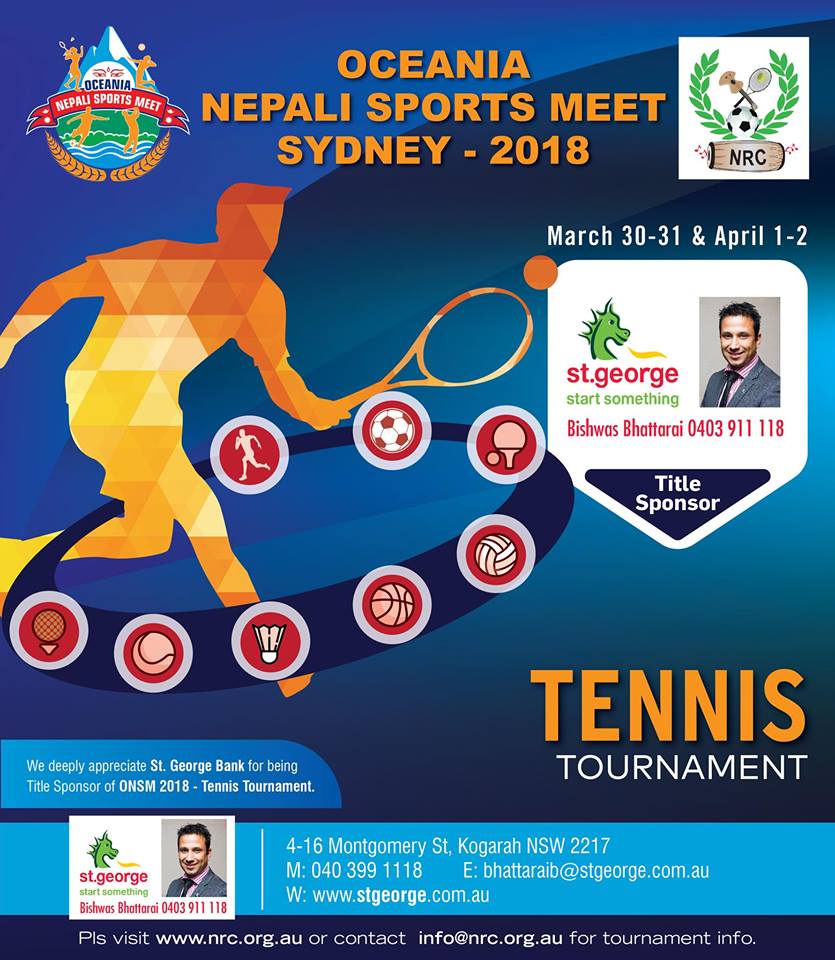 OCEANIA
NEPALI SPORTS MEET
OCEANIA
NEPALI SPORTS MEET
SYDNEY - 2018
NRC
March 30-31 & April 1-2
st.george
start something
Bishwas Bhattarai 0403 911 118
Title
Sponsor
TENNIS
TOURNAMENT
We deeply appreciate St. George Bank for being
Title Sponsor of ONSM 2018 - Tennis Tournament.
st.george
start something
Bishwas Bhattarai 0403 911 118
4-16 Montgomery St, Kogarah NSW 2217
M: 040 399 1118 E: bhattaraib@stgeorge.com.au
W: www.stgeorge.com.au
Pls visit www.nrc.org.au or contact info@nrc.org.au for tournament info.